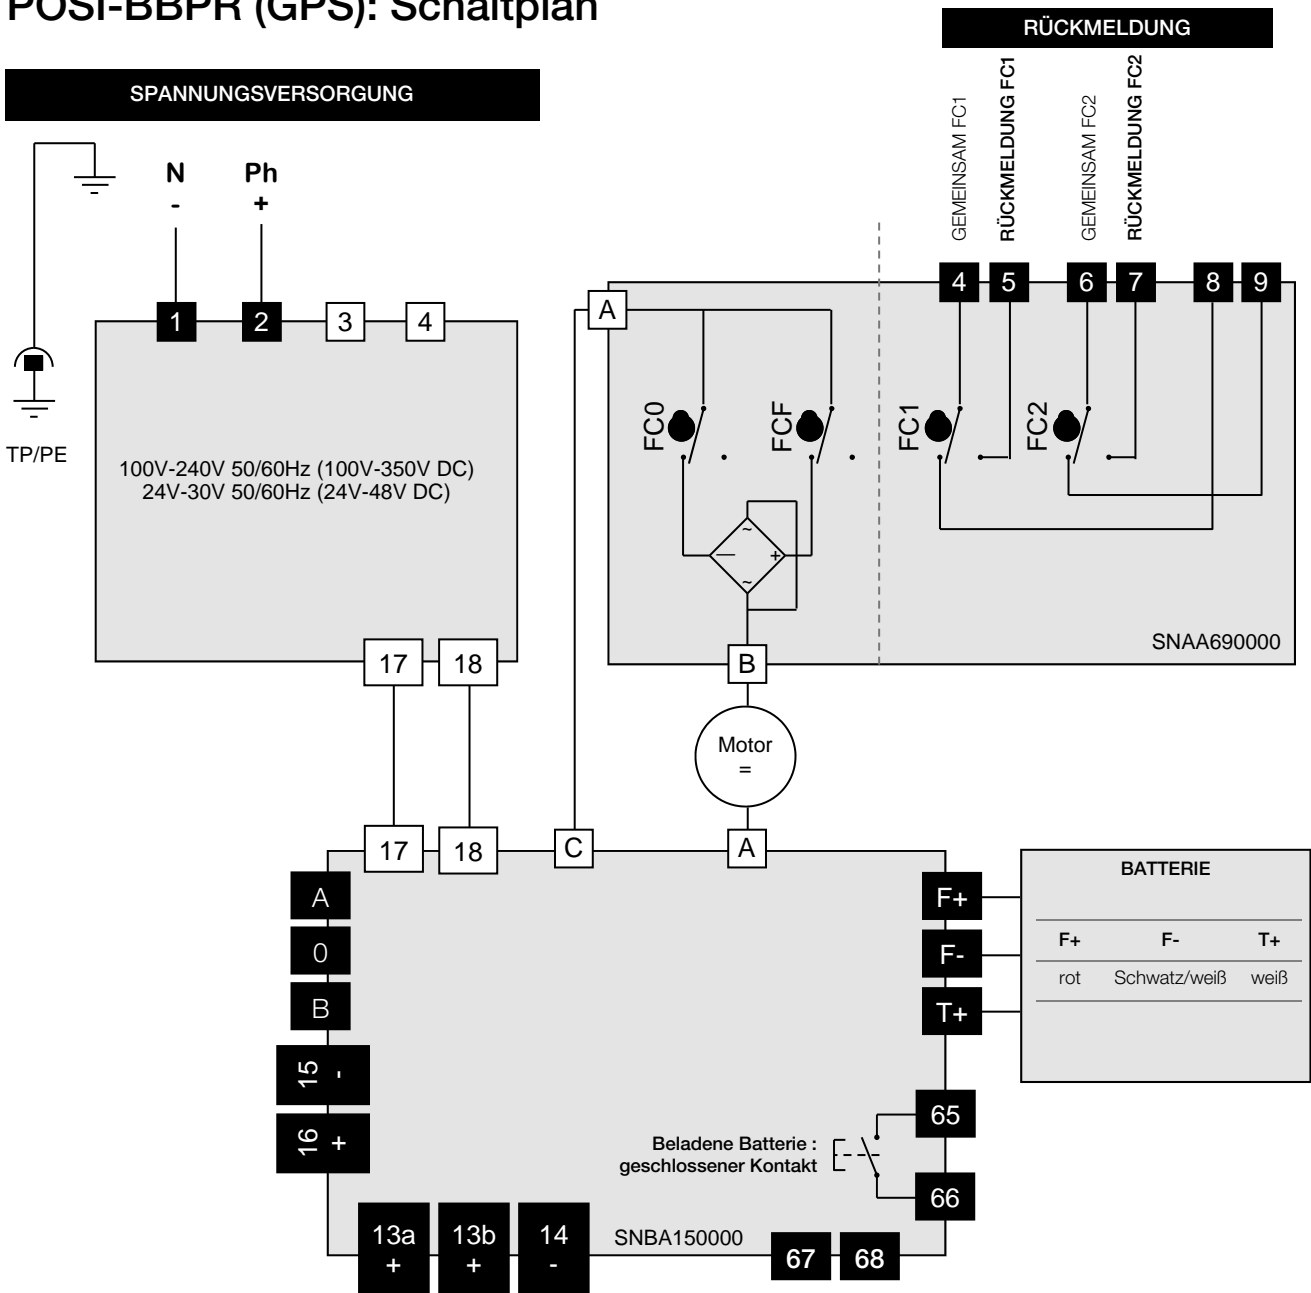 POSI-BBPR (GPS): Schaltplan
RÜCKMELDUNG
SPANNUNGSVERSORGUNG
GEMEINSAM FC1
RÜCKMELDUNG FC1
GEMEINSAM FC2
RÜCKMELDUNG FC2
N
-
Ph
+
1
2
3
4
TP/PE
100V-240V 50/60Hz (100V-350V DC)
24V-30V 50/60Hz (24V-48V DC)
17
18
A
4
5
6
7
8
9
FC0
FCF
FC1
FC2
~
—
+
~
SNAA690000
B
Motor
=
17
18
C
A
A
0
B
15 -
16 +
F+
F-
T+
BATTERIE
F+ F- T+
rot Schwatz/weiß weiß
65
66
Beladene Batterie :
geschlossener Kontakt
13a
+
13b
+
14
-
SNBA150000
67
68